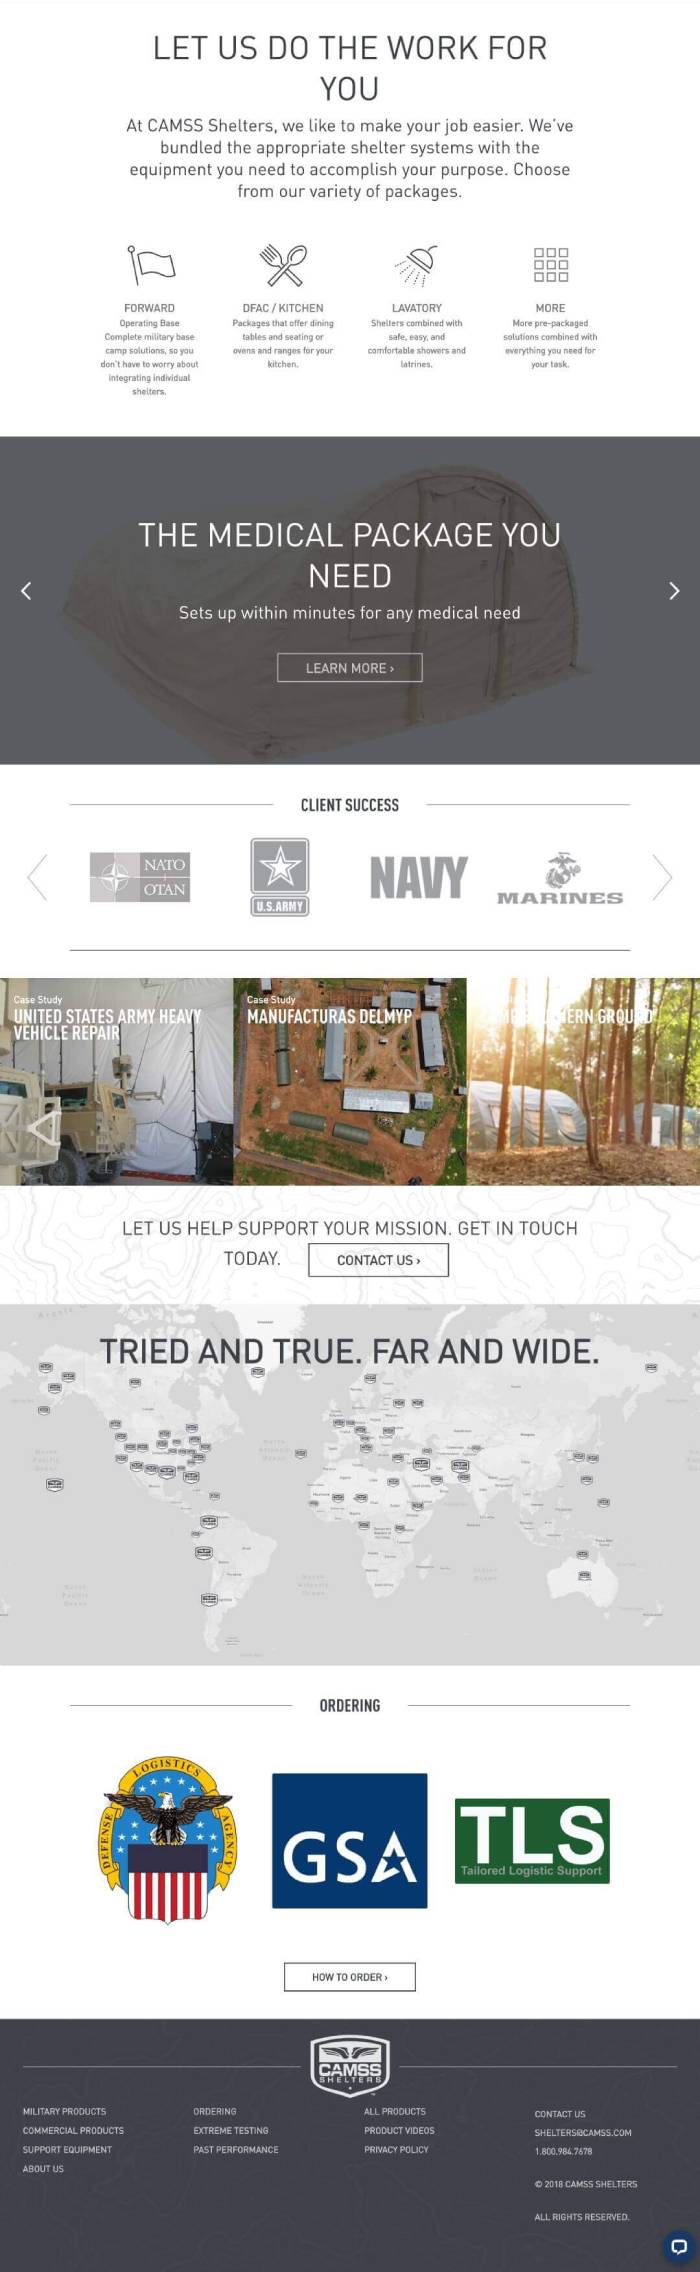 LET US DO THE WORK FOR
YOU
At CAMSS Shelters, we like to make your job easier. We've
bundled the appropriate shelter systems with the
equipment you need to accomplish your purpose. Choose
from our variety of packages.
FORWARD
Operating Base
Complete military base
camp solutions, so you
don't have to worry about
integrating individual
shelters.
DFAC / KITCHEN
Packages that offer dining
tables and seating or
ovens and ranges for your
kitchen.
LAVATORY
Shelters combined with
safe, easy, and
comfortable showers and
latrines.
MORE
More pre-packaged
solutions combined with
everything you need for
your task.
THE MEDICAL PACKAGE YOU
NEED
Sets up within minutes for any medical need
LEARN MORE ›
CLIENT SUCCESS
NATO
OTAN
U.S.ARMY
NAVY
MARINES
Case Study
UNITED STATES ARMY HEAVY
VEHICLE REPAIR
Case Study
MANUFACTURAS DELMYP
GROUND
LET US HELP SUPPORT YOUR MISSION. GET IN TOUCH
TODAY.
CONTACT US ›
TRIED AND TRUE. FAR AND WIDE.
ORDERING
DEFENSE LOGISTICS AGENCY
GSA
TLS
Tailored Logistic Support
HOW TO ORDER ›
CAMSS
SHELTERS
MILITARY PRODUCTS
COMMERCIAL PRODUCTS
SUPPORT EQUIPMENT
ABOUT US
ORDERING
EXTREME TESTING
PAST PERFORMANCE
ALL PRODUCTS
PRODUCT VIDEOS
PRIVACY POLICY
CONTACT US
SHELTERS@CAMSS.COM
1.800.984.7678
© 2018 CAMSS SHELTERS
ALL RIGHTS RESERVED.